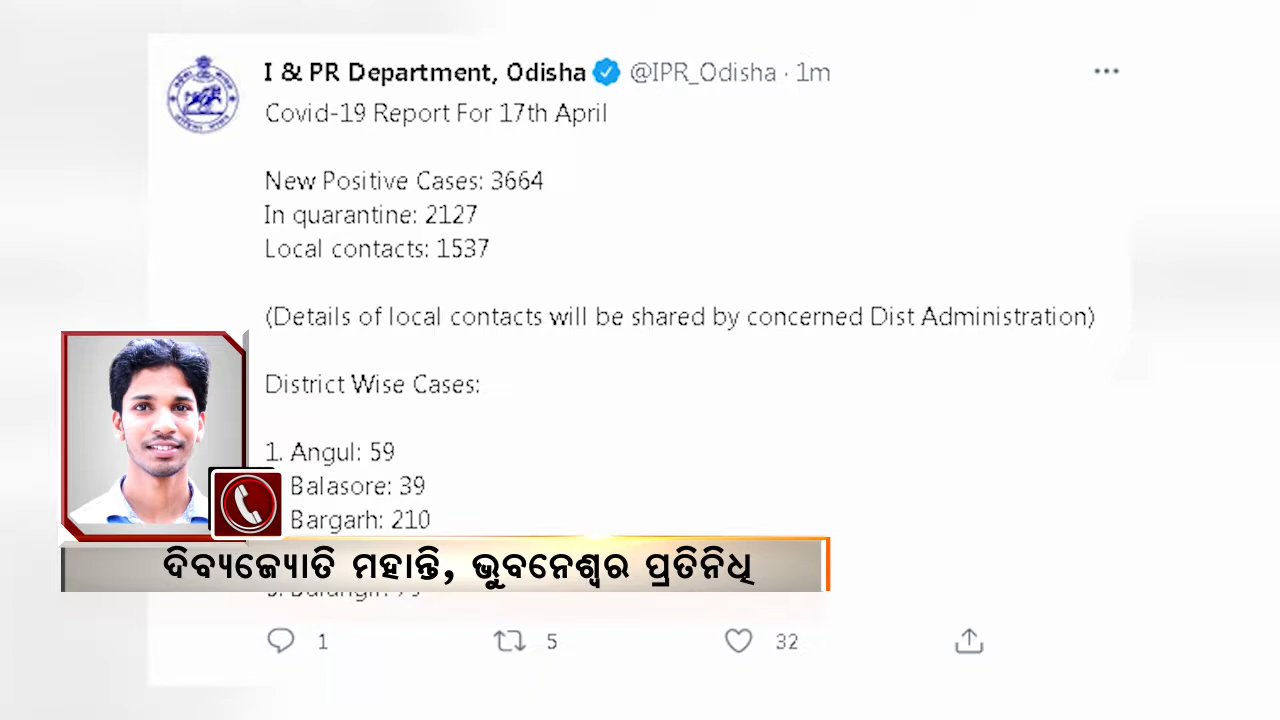 I & PR Department, Odisha @IPR_Odisha · 1m
Covid-19 Report For 17th April
New Positive Cases: 3664
In quarantine: 2127
Local contacts: 1537
(Details of local contacts will be shared by concerned Dist Administration)
District Wise Cases:
1. Angul: 59
Balasore: 39
Bargarh: 210
ଦିବ୍ୟଜ୍ୟୋତି ମହାନ୍ତି, ଭୁବନେଶ୍ୱର ପ୍ରତିନିଧି
1 5 32